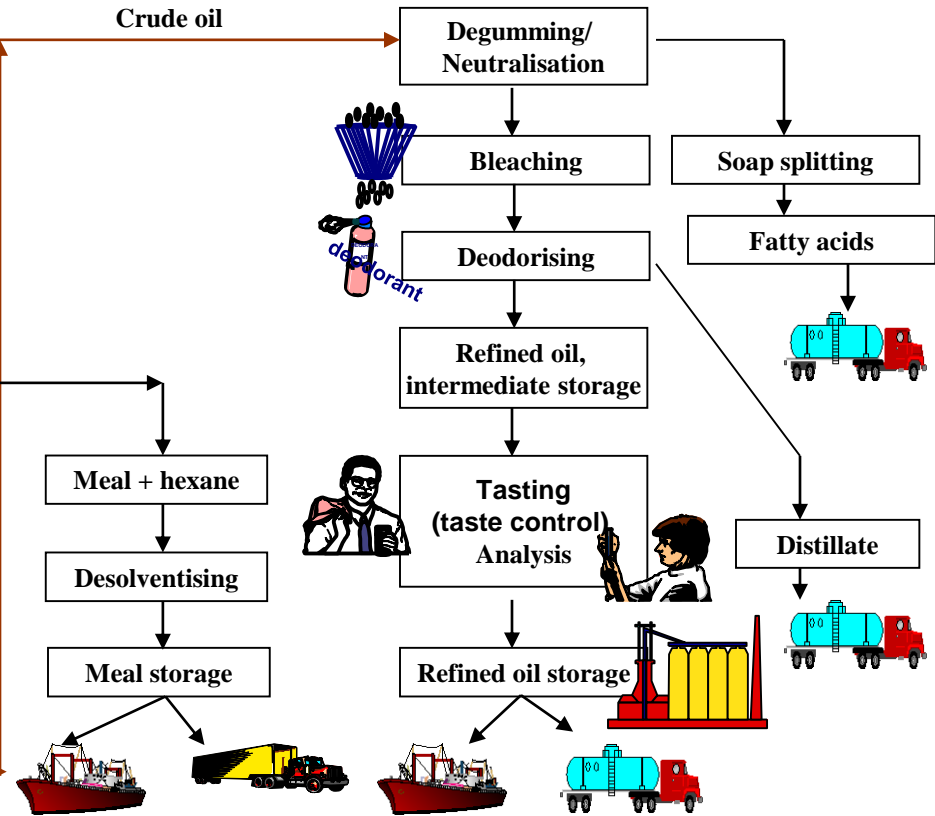 Crude oil
Degumming/
Neutralisation
Bleaching
Soap splitting
deodorant
Deodorising
Fatty acids
Refined oil,
intermediate storage
Meal + hexane
Tasting
(taste control)
Analysis
Distillate
Desolventising
Meal storage
Refined oil storage